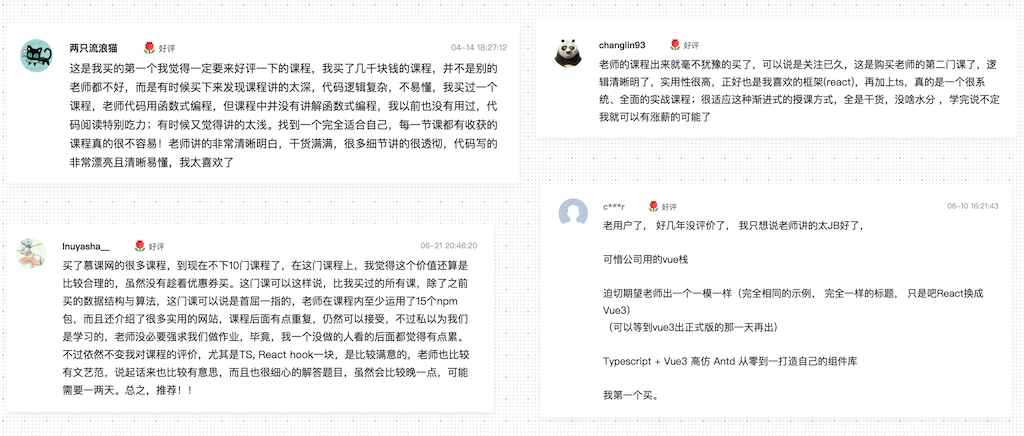 两只流浪猫 好评 04-14 18:27:12
这是我买的第一个我觉得一定要来好评一下的课程，我买了几千块钱的课程，并不是别的
老师都不好，而是有时候买下来发现课程讲的太深，代码逻辑复杂，不易懂，我买过一个
课程，老师代码用函数式编程，但课程中并没有讲解函数式编程，我以前也没有用过，代
码阅读特别吃力；有时候又觉得讲的太浅。找到一个完全适合自己，每一节课都有收获的
课程真的很不容易！老师讲的非常清晰明白，干货满满，很多细节讲的很透彻，代码写的
非常漂亮且清晰易懂，我太喜欢了
changlin93 好评
老师的课程出来就毫不犹豫的买了，可以说是关注已久，这是购买老师的第二门课了，逻
辑清晰明了，实用性很高，正好也是我喜欢的框架(react)，再加上ts，真的是一个很系
统、全面的实战课程；很适应这种渐进式的授课方式，全是干货，没啥水分 ，学完说不定
我就可以有涨薪的可能了
Inuyasha__ 好评 06-21 20:46:20
买了慕课网的很多课程，到现在不下10门课程了，在这门课程上，我觉得这个价值还算是
比较合理的，虽然没有趁着优惠券买。这门课可以这样说，比我买过的所有课，除了之前
买的数据结构与算法，这门课可以说是首屈一指的，老师在课程内至少运用了15个npm
包，而且还介绍了很多实用的网站，课程后面有点重复，仍然可以接受，不过私以为我们
是学习的，老师没必要强求我们做作业，毕竟，我一个没做的人看的后面都觉得有点累。
不过依然不变我对课程的评价，尤其是TS, React hook一块，是比较满意的，老师也比较
有文艺范，说起话来也比较有意思，而且也很细心的解答题目，虽然会比较晚一点，可能
需要一两天。总之，推荐！！
c***r 好评 06-10 16:21:43
老用户了， 好几年没评价了， 我只想说老师讲的太JB好了，
可惜公司用的vue栈
迫切期望老师出一个一模一样（完全相同的示例， 完全一样的标题， 只是吧React换成
Vue3）
（可以等到vue3出正式版的那一天再出）
Typescript + Vue3 高仿 Antd 从零到一打造自己的组件库
我第一个买。